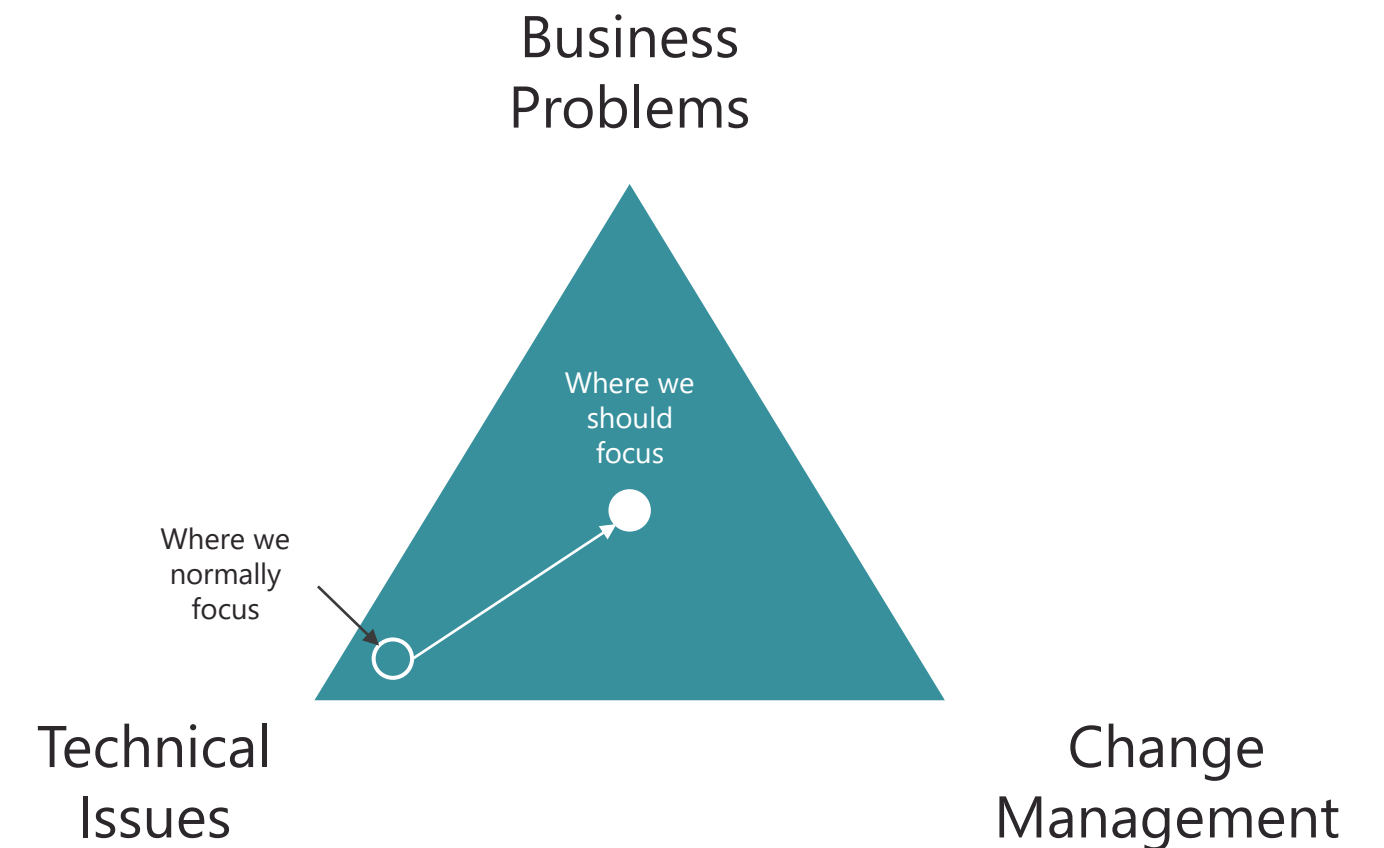 Business
Problems
Where we
should
focus
Where we
normally
focus
Technical
Issues
Change
Management